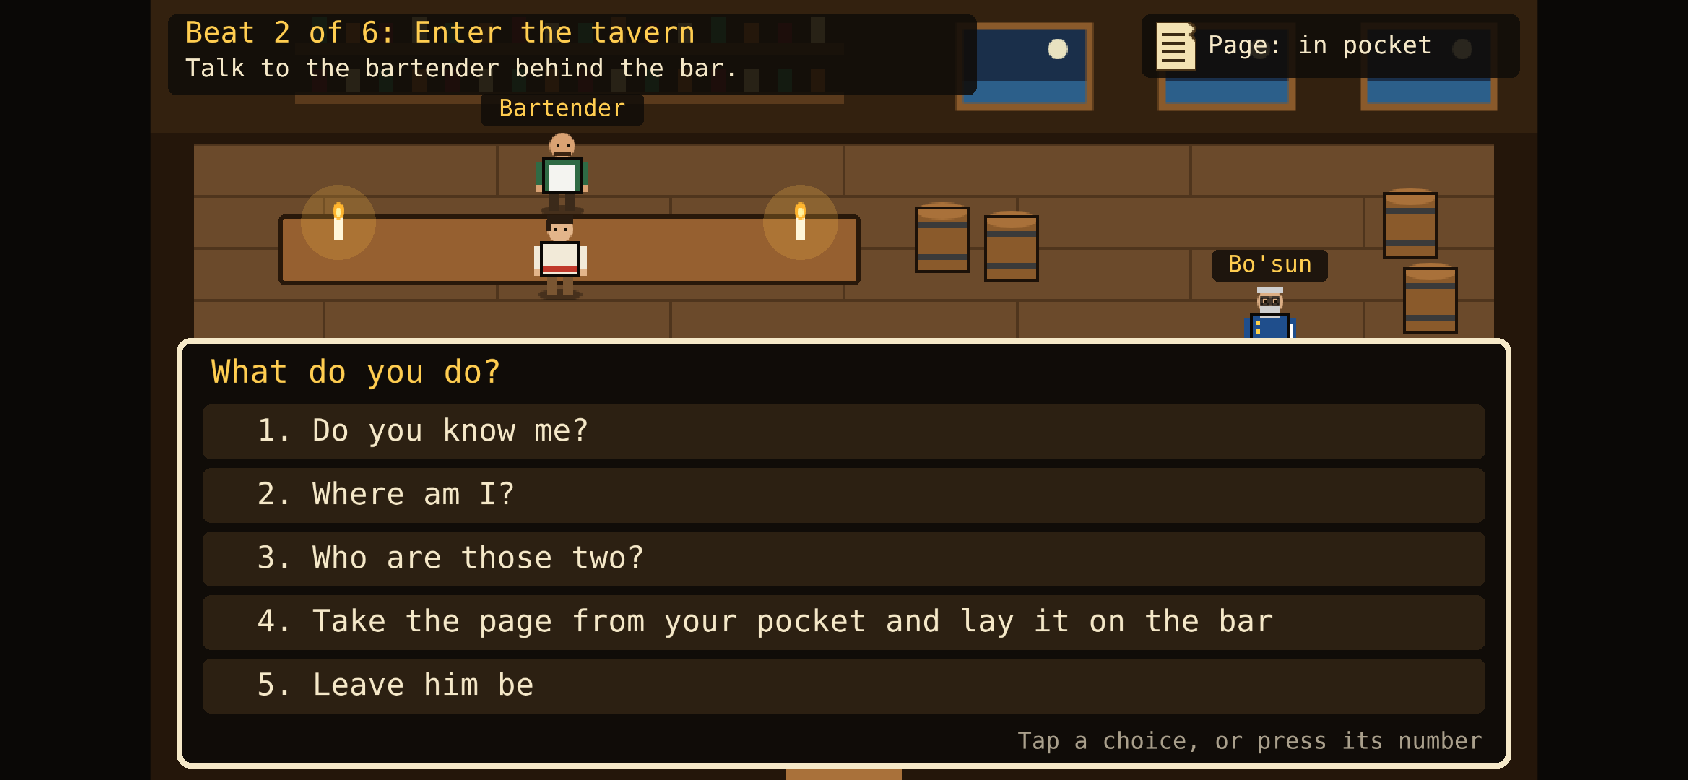 Beat 2 of 6: Enter the tavern
Talk to the bartender behind the bar.
Page: in pocket
Bartender
Bo'sun
What do you do?
1. Do you know me?
2. Where am I?
3. Who are those two?
4. Take the page from your pocket and lay it on the bar
5. Leave him be
Tap a choice, or press its number